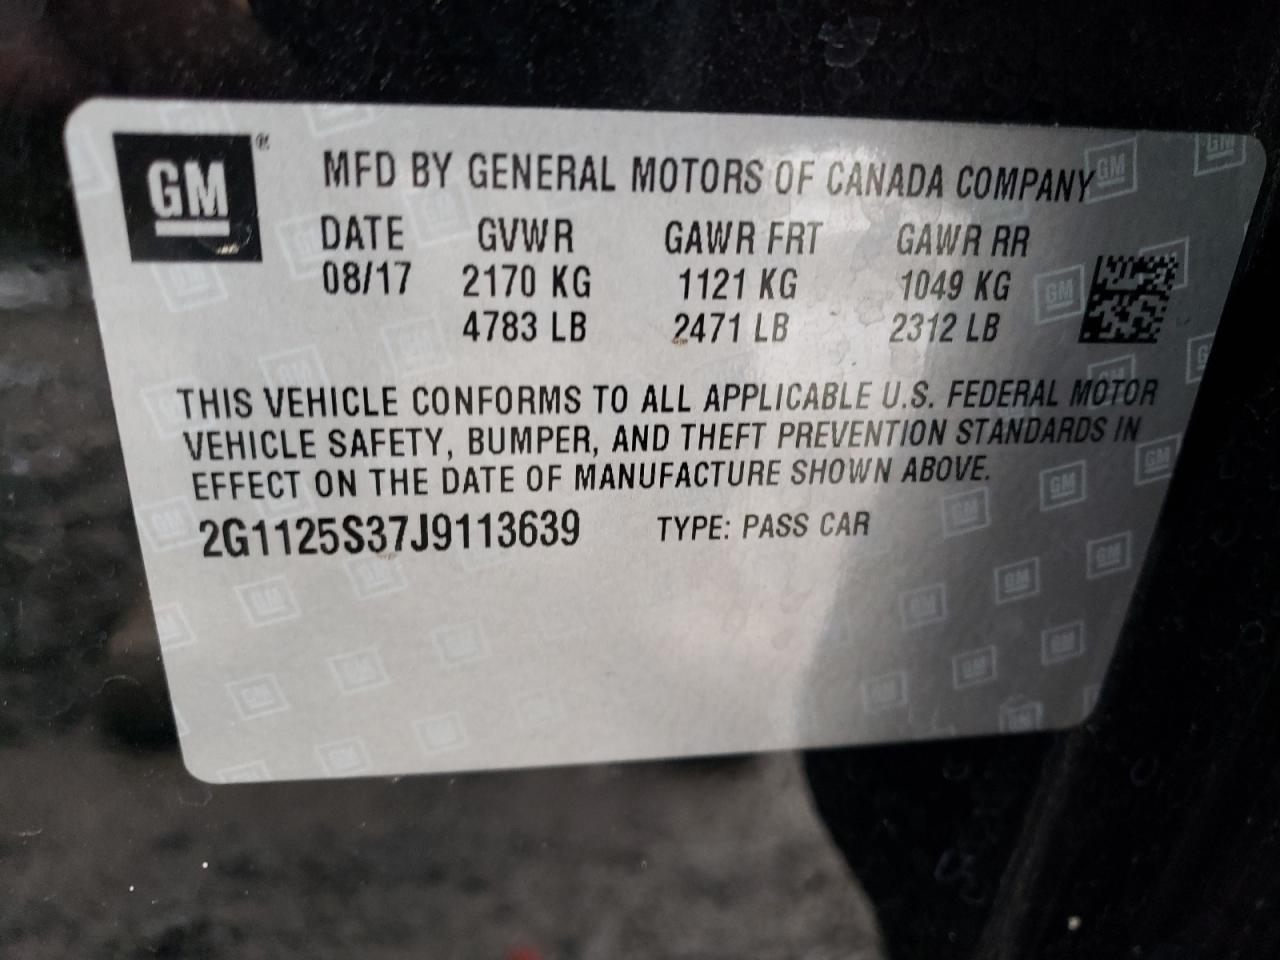 GM®
MFD BY GENERAL MOTORS OF CANADA COMPANY
DATE GVWR GAWR FRT GAWR RR
08/17 2170 KG 1121 KG 1049 KG
4783 LB 2471 LB 2312 LB
THIS VEHICLE CONFORMS TO ALL APPLICABLE U.S. FEDERAL MOTOR
VEHICLE SAFETY, BUMPER, AND THEFT PREVENTION STANDARDS IN
EFFECT ON THE DATE OF MANUFACTURE SHOWN ABOVE.
2G1125S37J9113639 TYPE: PASS CAR